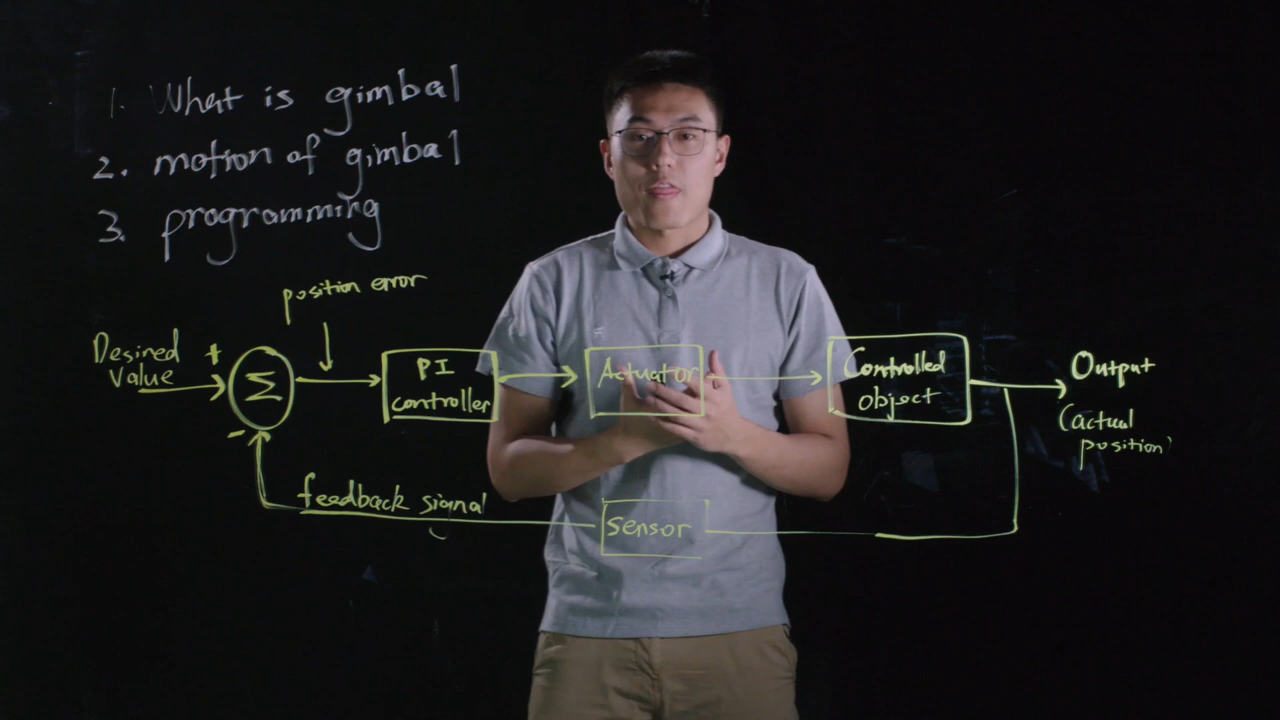 1. What is gimbal
2. motion of gimbal
3. programming
position error
Desired
Value
+
Σ
-
PI
controller
Actuator
Controlled
object
Output
(actual
position)
feedback signal
Sensor